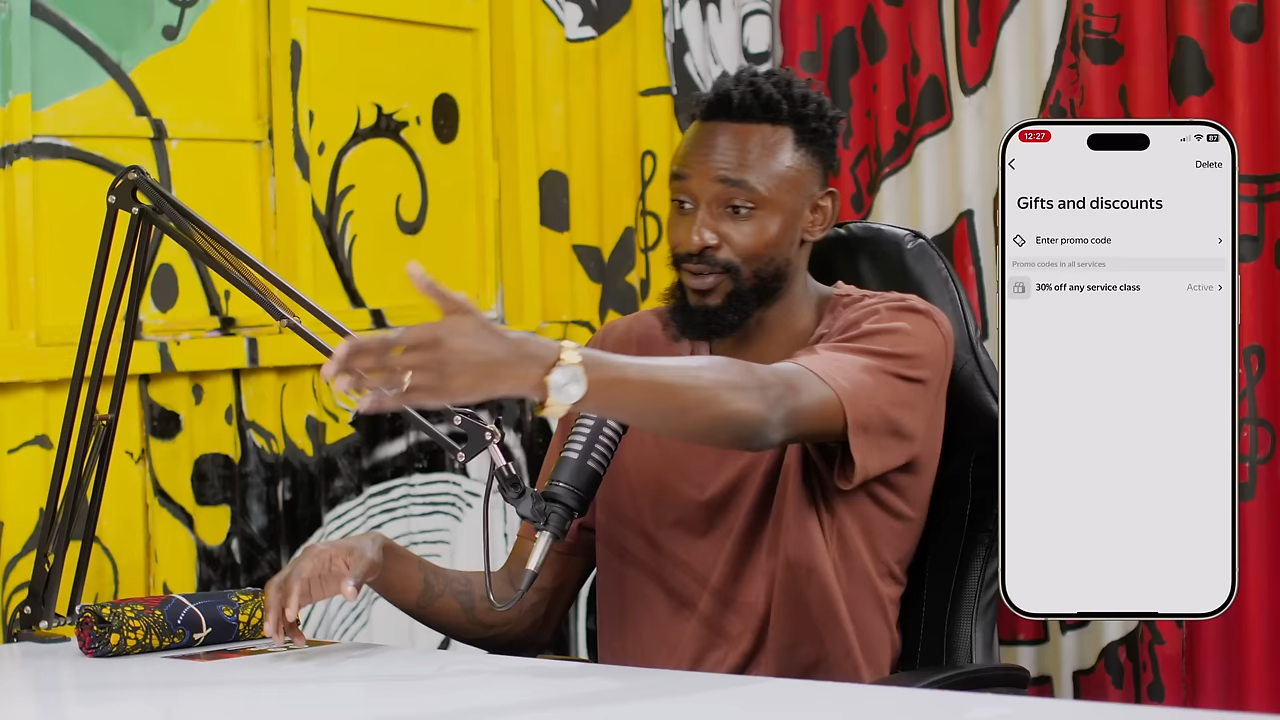 12:27
87
Delete
Gifts and discounts
Enter promo code
Promo codes in all services
30% off any service class
Active